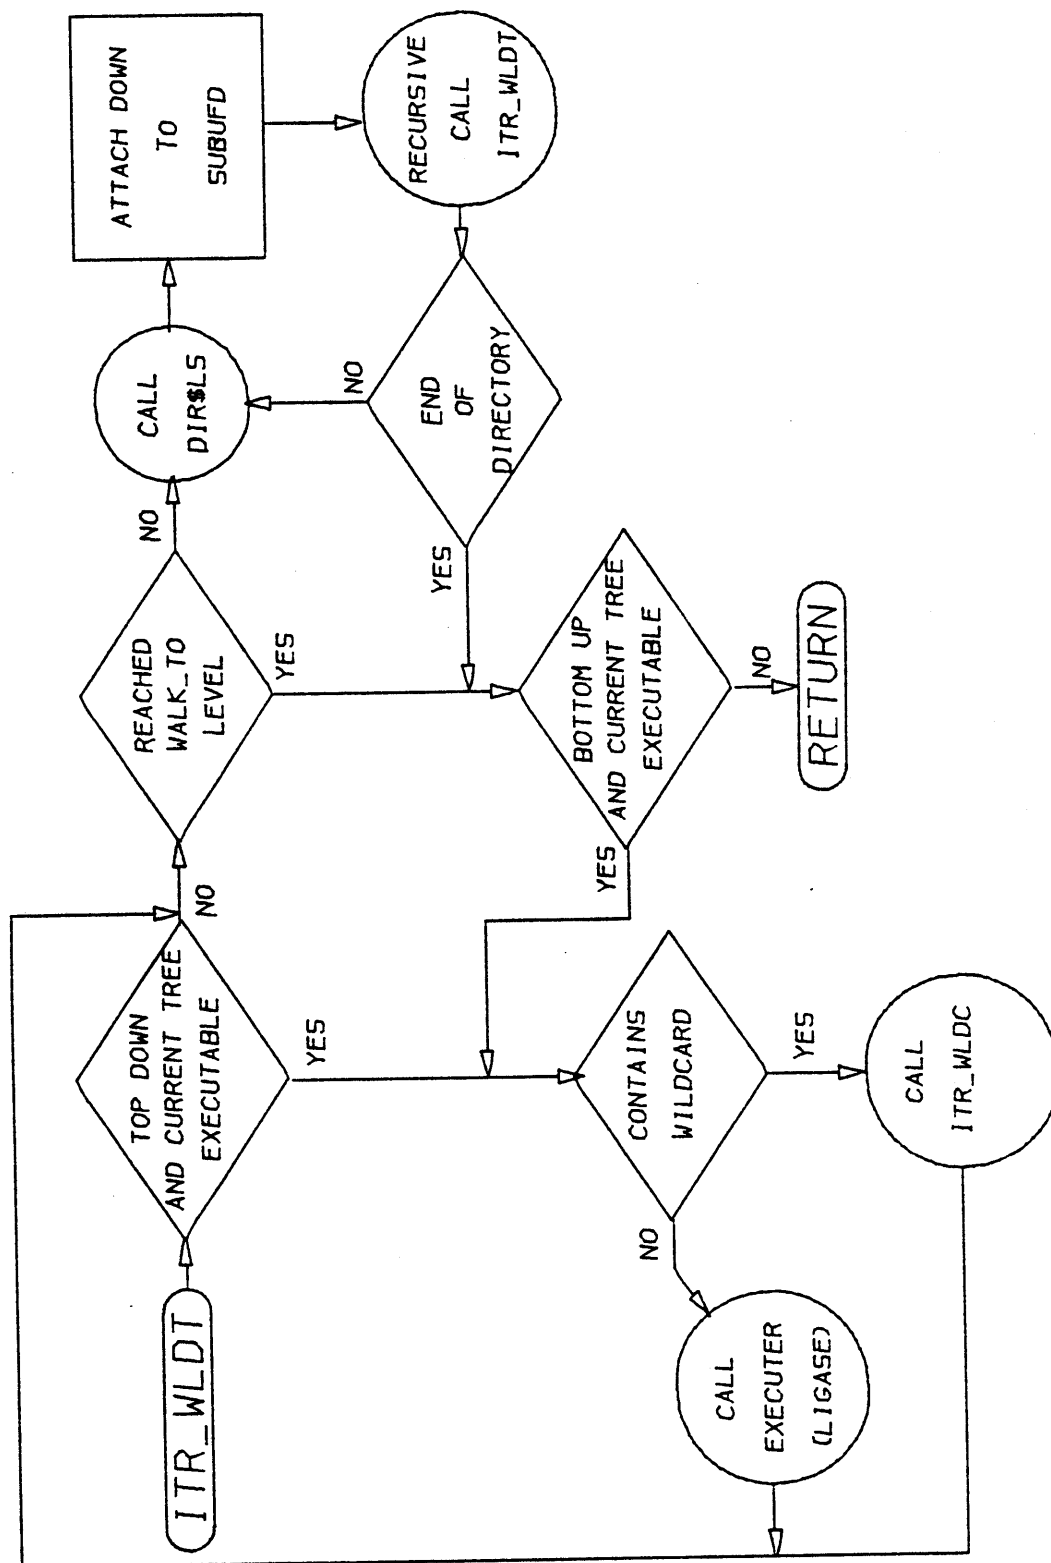 ITR_WLDT
TOP DOWN
AND CURRENT TREE
EXECUTABLE
NO
YES
REACHED
WALK_TO
LEVEL
NO
YES
CALL
DIR$LS
ATTACH DOWN
TO
SUBUFD
RECURSIVE
CALL
ITR_WLDT
END
OF
DIRECTORY
NO
YES
BOTTOM UP
AND CURRENT TREE
EXECUTABLE
YES
NO
RETURN
CONTAINS
WILDCARD
NO
YES
CALL
EXECUTER
(LIGASE)
CALL
ITR_WLDC